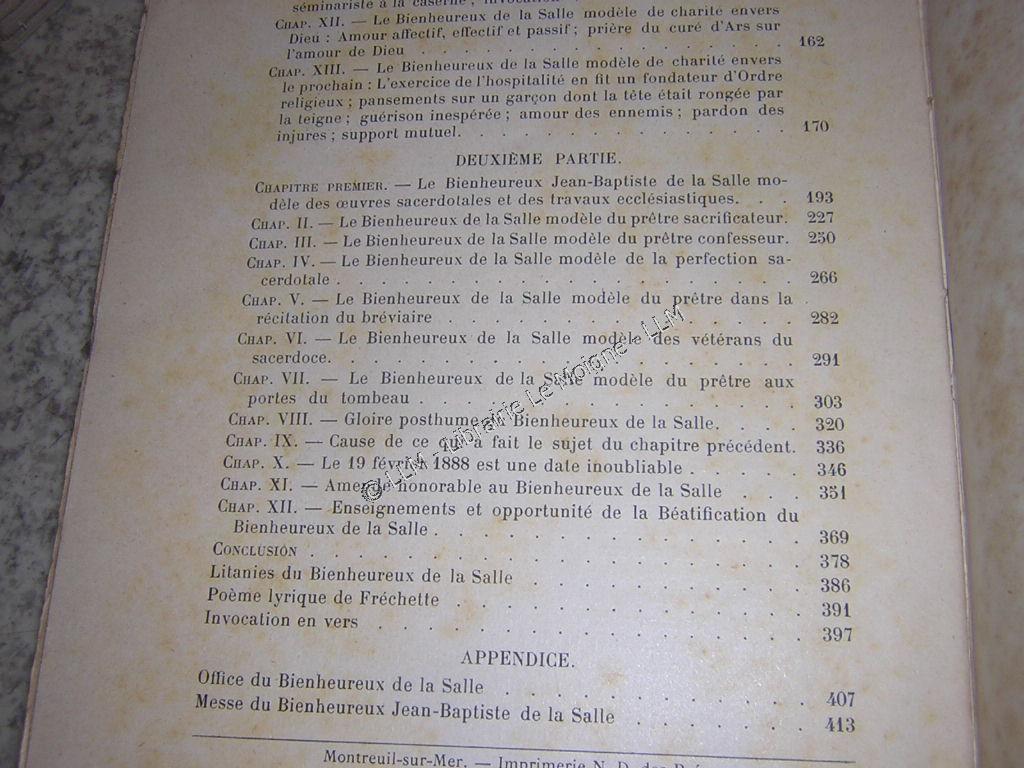 séminariste à la caserne ; invocation
CHAP. XII. — Le Bienheureux de la Salle modèle de charité envers
Dieu : Amour affectif, effectif et passif ; prière du curé d'Ars sur
l'amour de Dieu . . . . . . . . . . . . . . . . 162
CHAP. XIII. — Le Bienheureux de la Salle modèle de charité envers
le prochain : L'exercice de l'hospitalité en fit un fondateur d'Ordre
religieux ; pansements sur un garçon dont la tête était rongée par
la teigne ; guérison inespérée ; amour des ennemis ; pardon des
injures ; support mutuel. . . . . . . . . . . . . . 170
DEUXIÈME PARTIE.
CHAPITRE PREMIER. — Le Bienheureux Jean-Baptiste de la Salle mo-
dèle des œuvres sacerdotales et des travaux ecclésiastiques. . . 193
CHAP. II. — Le Bienheureux de la Salle modèle du prêtre sacrificateur. 227
CHAP. III. — Le Bienheureux de la Salle modèle du prêtre confesseur. 250
CHAP. IV. — Le Bienheureux de la Salle modèle de la perfection sa-
cerdotale . . . . . . . . . . . . . . . . . . 266
CHAP. V. — Le Bienheureux de la Salle modèle du prêtre dans la
récitation du bréviaire . . . . . . . . . . . . . . 282
CHAP. VI. — Le Bienheureux de la Salle modèle des vétérans du
sacerdoce. . . . . . . . . . . . . . . . . . 291
CHAP. VII. — Le Bienheureux de la Salle modèle du prêtre aux
portes du tombeau . . . . . . . . . . . . . . . 303
CHAP. VIII. — Gloire posthume du Bienheureux de la Salle. . . . 320
CHAP. IX. — Cause de ce qui a fait le sujet du chapitre précédent. 336
CHAP. X. — Le 19 février 1888 est une date inoubliable . . . . 346
CHAP. XI. — Amende honorable au Bienheureux de la Salle . . . 351
CHAP. XII. — Enseignements et opportunité de la Béatification du
Bienheureux de la Salle . . . . . . . . . . . . . . 369
CONCLUSION . . . . . . . . . . . . . . . . . . 378
Litanies du Bienheureux de la Salle . . . . . . . . . . 386
Poème lyrique de Fréchette . . . . . . . . . . . . . 391
Invocation en vers . . . . . . . . . . . . . . . . 397
APPENDICE.
Office du Bienheureux de la Salle . . . . . . . . . . . 407
Messe du Bienheureux Jean-Baptiste de la Salle . . . . . . . 413
Montreuil-sur-Mer. — Imprimerie N. D. des
© LLM - Librairie Le Moigne - LLM